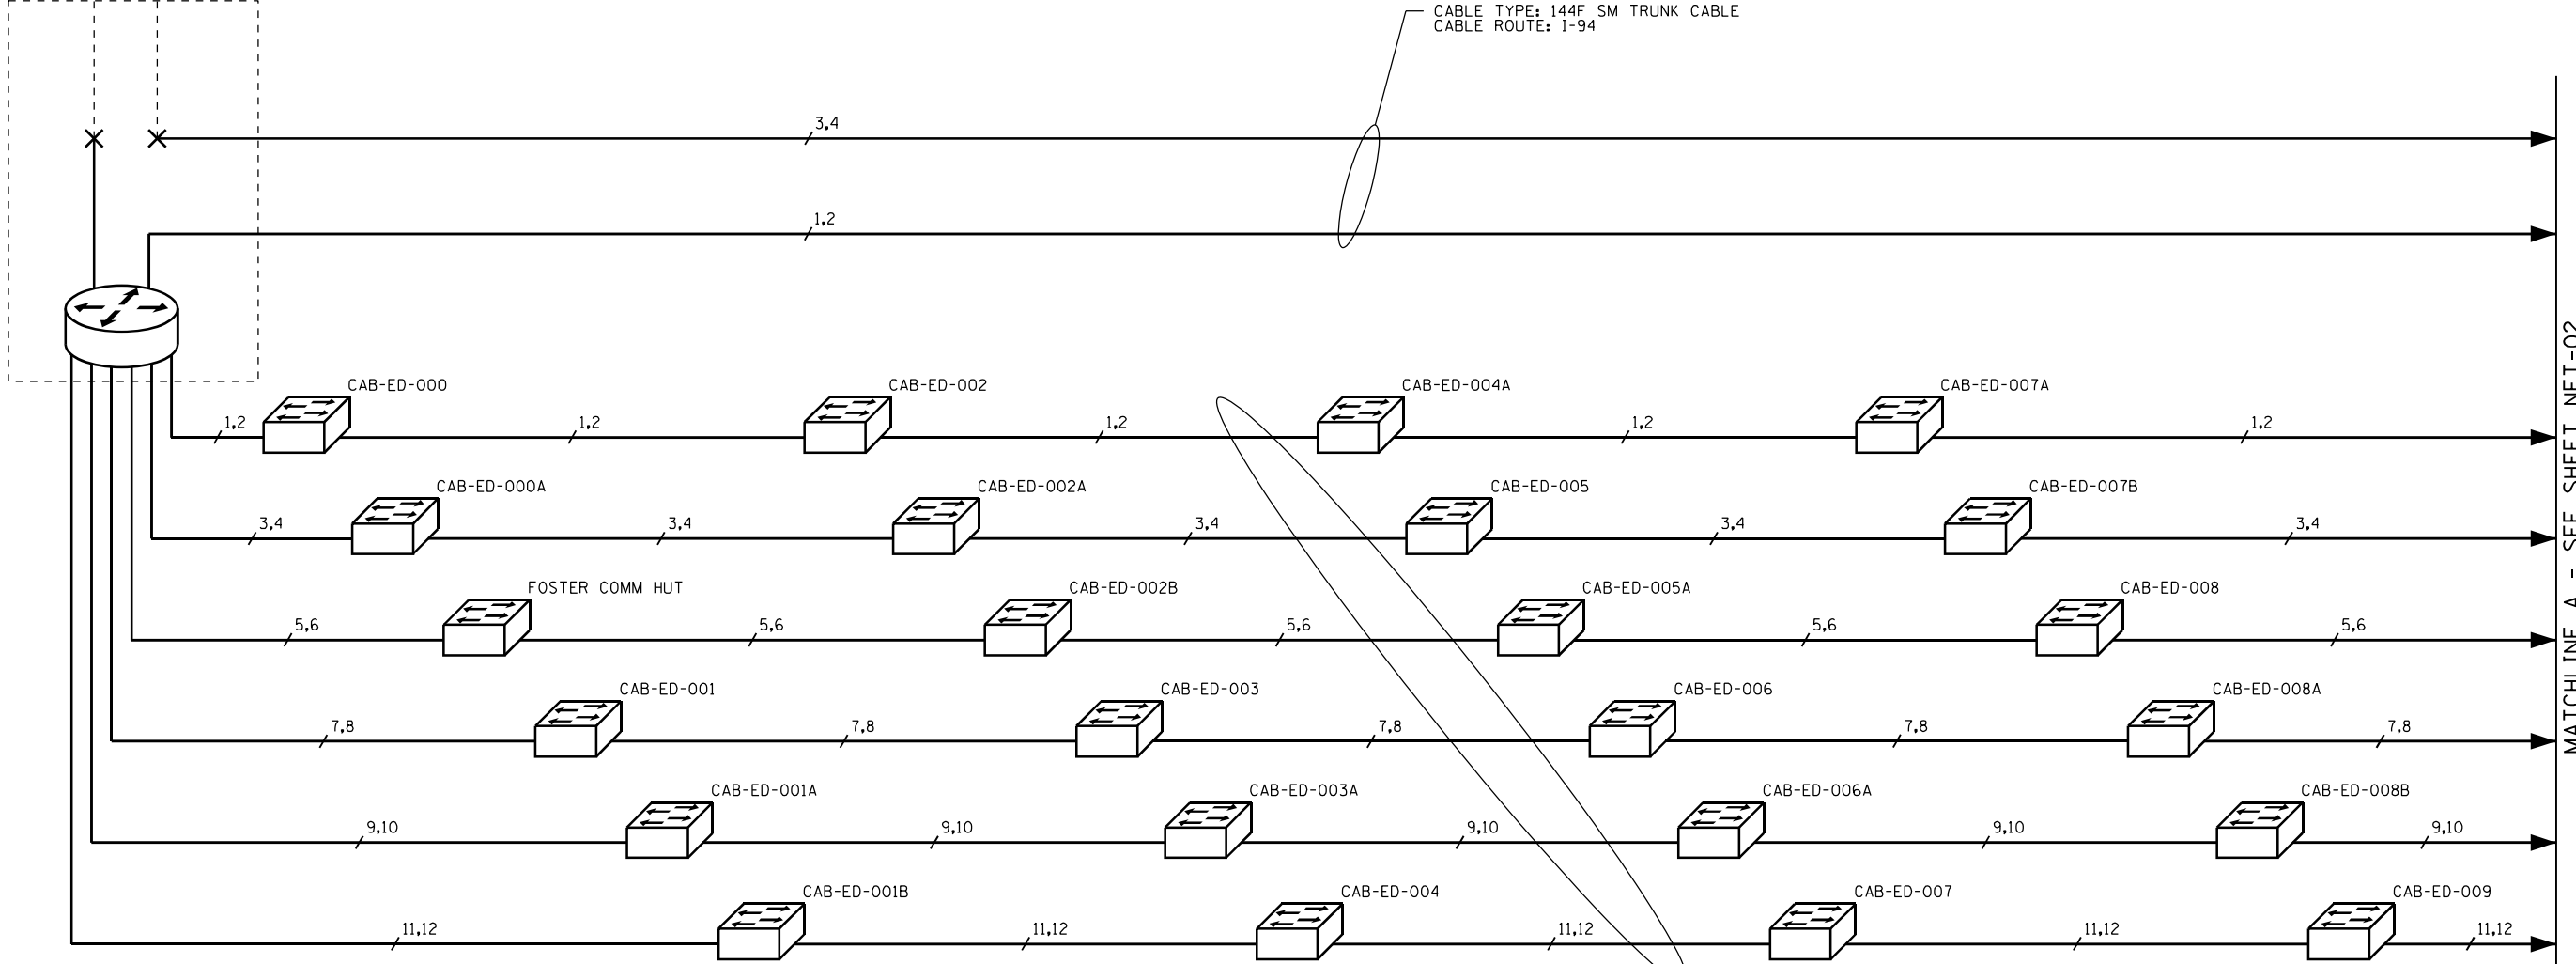 CABLE TYPE: 144F SM TRUNK CABLE
CABLE ROUTE: I-94
3,4
1,2
CAB-ED-000
CAB-ED-002
CAB-ED-004A
CAB-ED-007A
1,2
1,2
1,2
1,2
1,2
CAB-ED-000A
CAB-ED-002A
CAB-ED-005
CAB-ED-007B
3,4
3,4
3,4
3,4
3,4
FOSTER COMM HUT
CAB-ED-002B
CAB-ED-005A
CAB-ED-008
5,6
5,6
5,6
5,6
5,6
CAB-ED-001
CAB-ED-003
CAB-ED-006
CAB-ED-008A
7,8
7,8
7,8
7,8
7,8
CAB-ED-001A
CAB-ED-003A
CAB-ED-006A
CAB-ED-008B
9,10
9,10
9,10
9,10
9,10
CAB-ED-001B
CAB-ED-004
CAB-ED-007
CAB-ED-009
11,12
11,12
11,12
11,12
11,12
MATCHLINE A - SEE SHEET NET-02